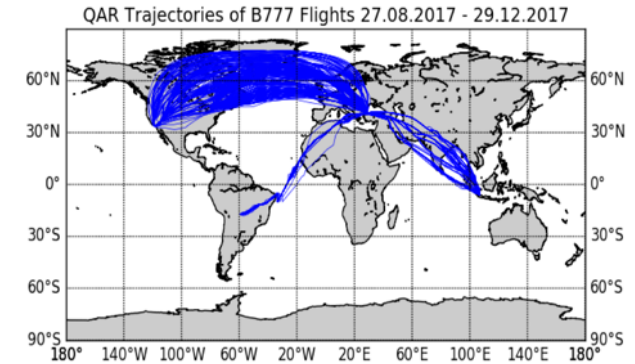 QAR Trajectories of B777 Flights 27.08.2017 - 29.12.2017
60°N 60°N
30°N 30°N
0° 0°
30°S 30°S
60°S 60°S
90°S 90°S
180° 140°W 100°W 60°W 20°W 20°E 60°E 100°E 140°E 180°